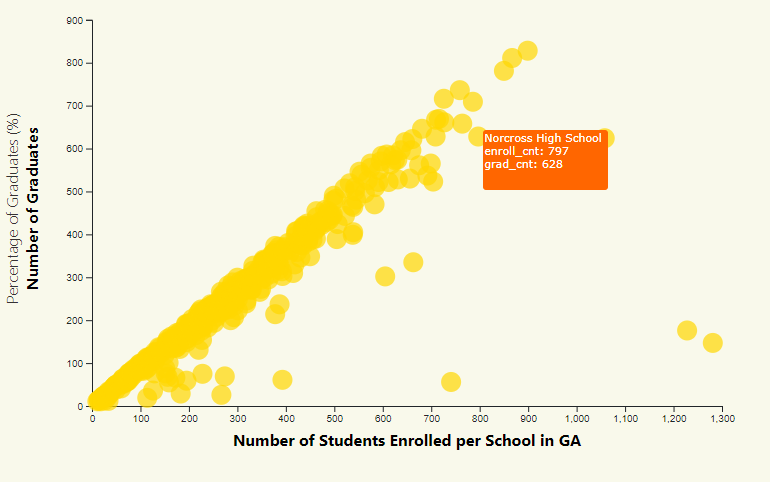 900
800
700
600
500
400
300
200
100
0
Percentage of Graduates (%)
Number of Graduates
Norcross High School
enroll_cnt: 797
grad_cnt: 628
0 100 200 300 400 500 600 700 800 900 1,000 1,100 1,200 1,300
Number of Students Enrolled per School in GA